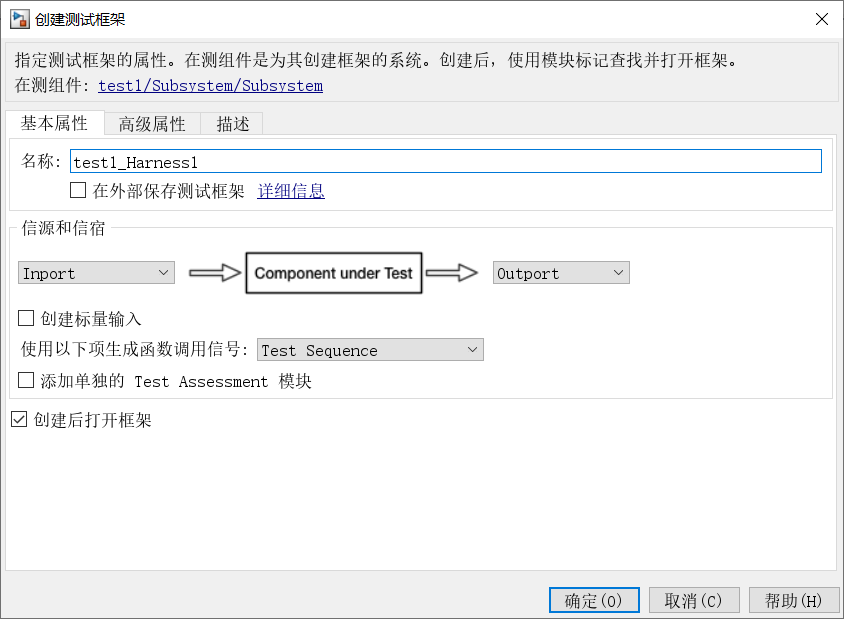 创建测试框架
指定测试框架的属性。在测组件是为其创建框架的系统。创建后，使用模块标记查找并打开框架。
在测组件: test1/Subsystem/Subsystem
基本属性 高级属性 描述
名称: test1_Harness1
在外部保存测试框架 详细信息
信源和信宿
Inport Component under Test Outport
创建标量输入
使用以下项生成函数调用信号: Test Sequence
添加单独的 Test Assessment 模块
创建后打开框架
确定(O) 取消(C) 帮助(H)